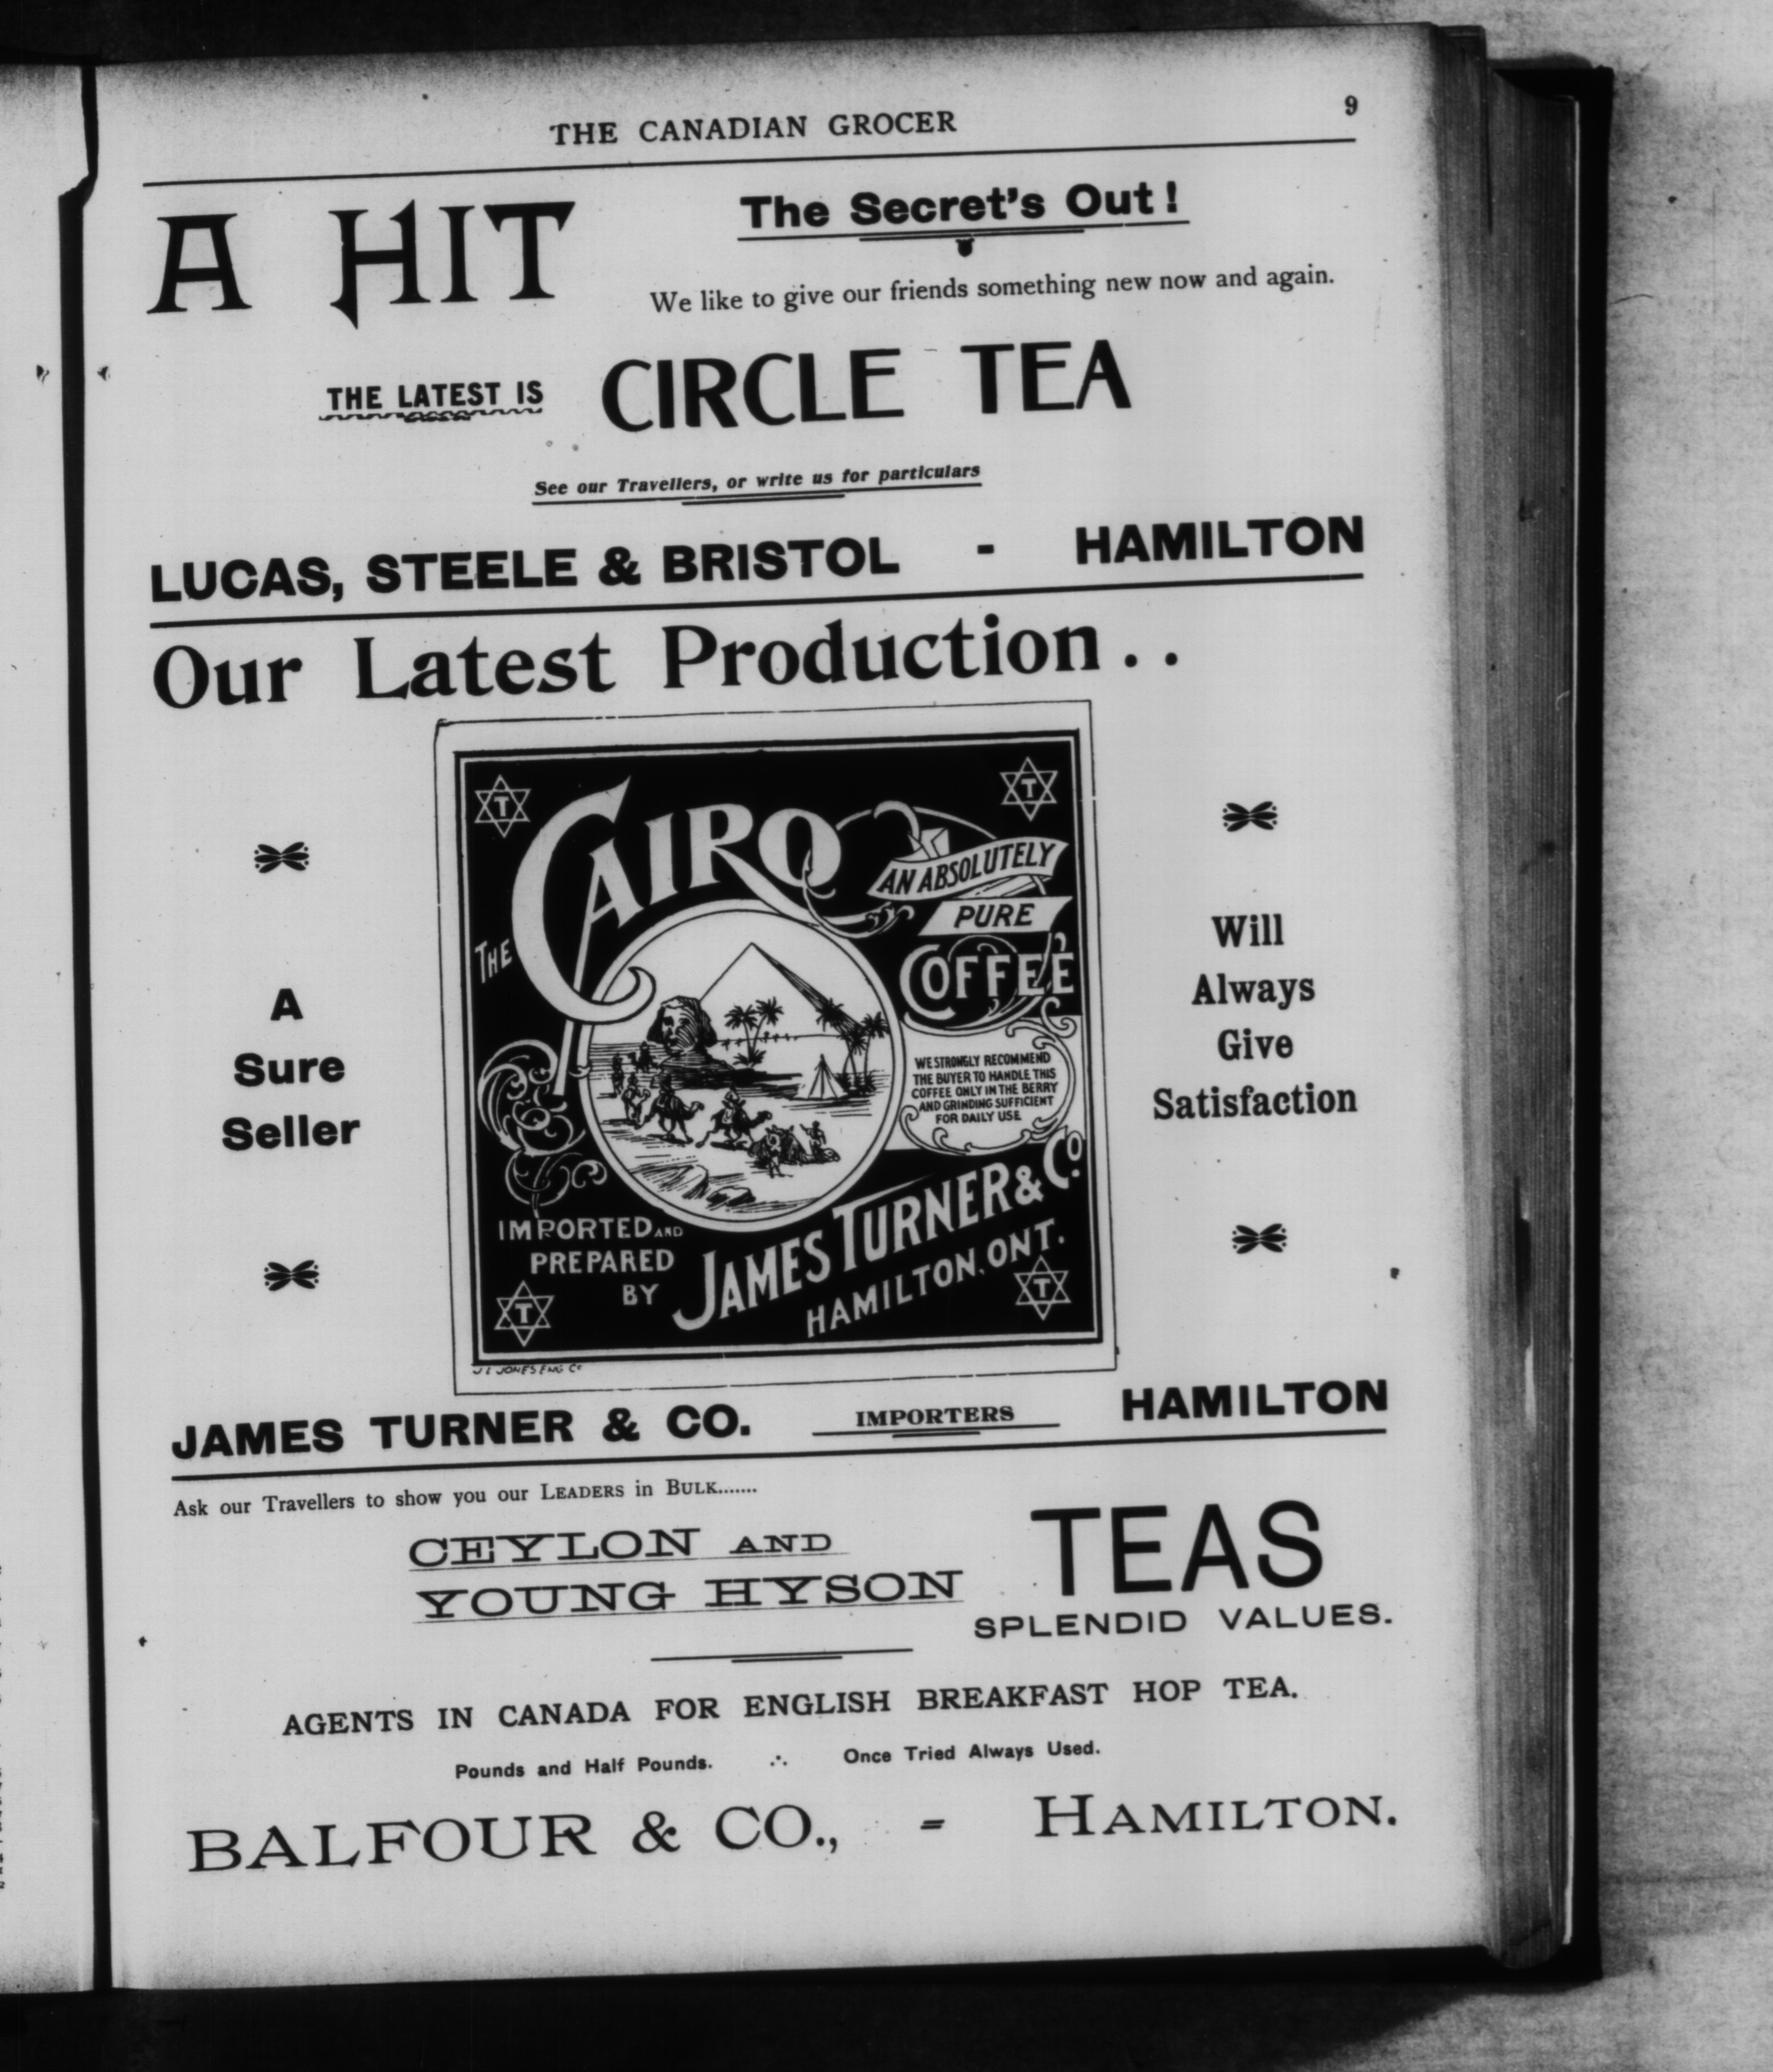 THE CANADIAN GROCER
9
A HIT
The Secret's Out!
We like to give our friends something new now and again.
THE LATEST IS CIRCLE TEA
See our Travellers, or write us for particulars
LUCAS, STEELE & BRISTOL - HAMILTON
Our Latest Production..
A
Sure
Seller
T
T
THE CAIRO
AN ABSOLUTELY
PURE
COFFEE
WE STRONGLY RECOMMEND
THE BUYER TO HANDLE THIS
COFFEE ONLY IN THE BERRY
AND GRINDING SUFFICIENT
FOR DAILY USE
IMPORTED AND
PREPARED
BY
JAMES TURNER & CO.
HAMILTON, ONT.
T
T
J L JONES ENG Co
Will
Always
Give
Satisfaction
JAMES TURNER & CO. IMPORTERS HAMILTON
Ask our Travellers to show you our LEADERS in BULK.......
CEYLON AND
YOUNG HYSON
TEAS
SPLENDID VALUES.
AGENTS IN CANADA FOR ENGLISH BREAKFAST HOP TEA.
Pounds and Half Pounds. ∴ Once Tried Always Used.
BALFOUR & CO., - HAMILTON.